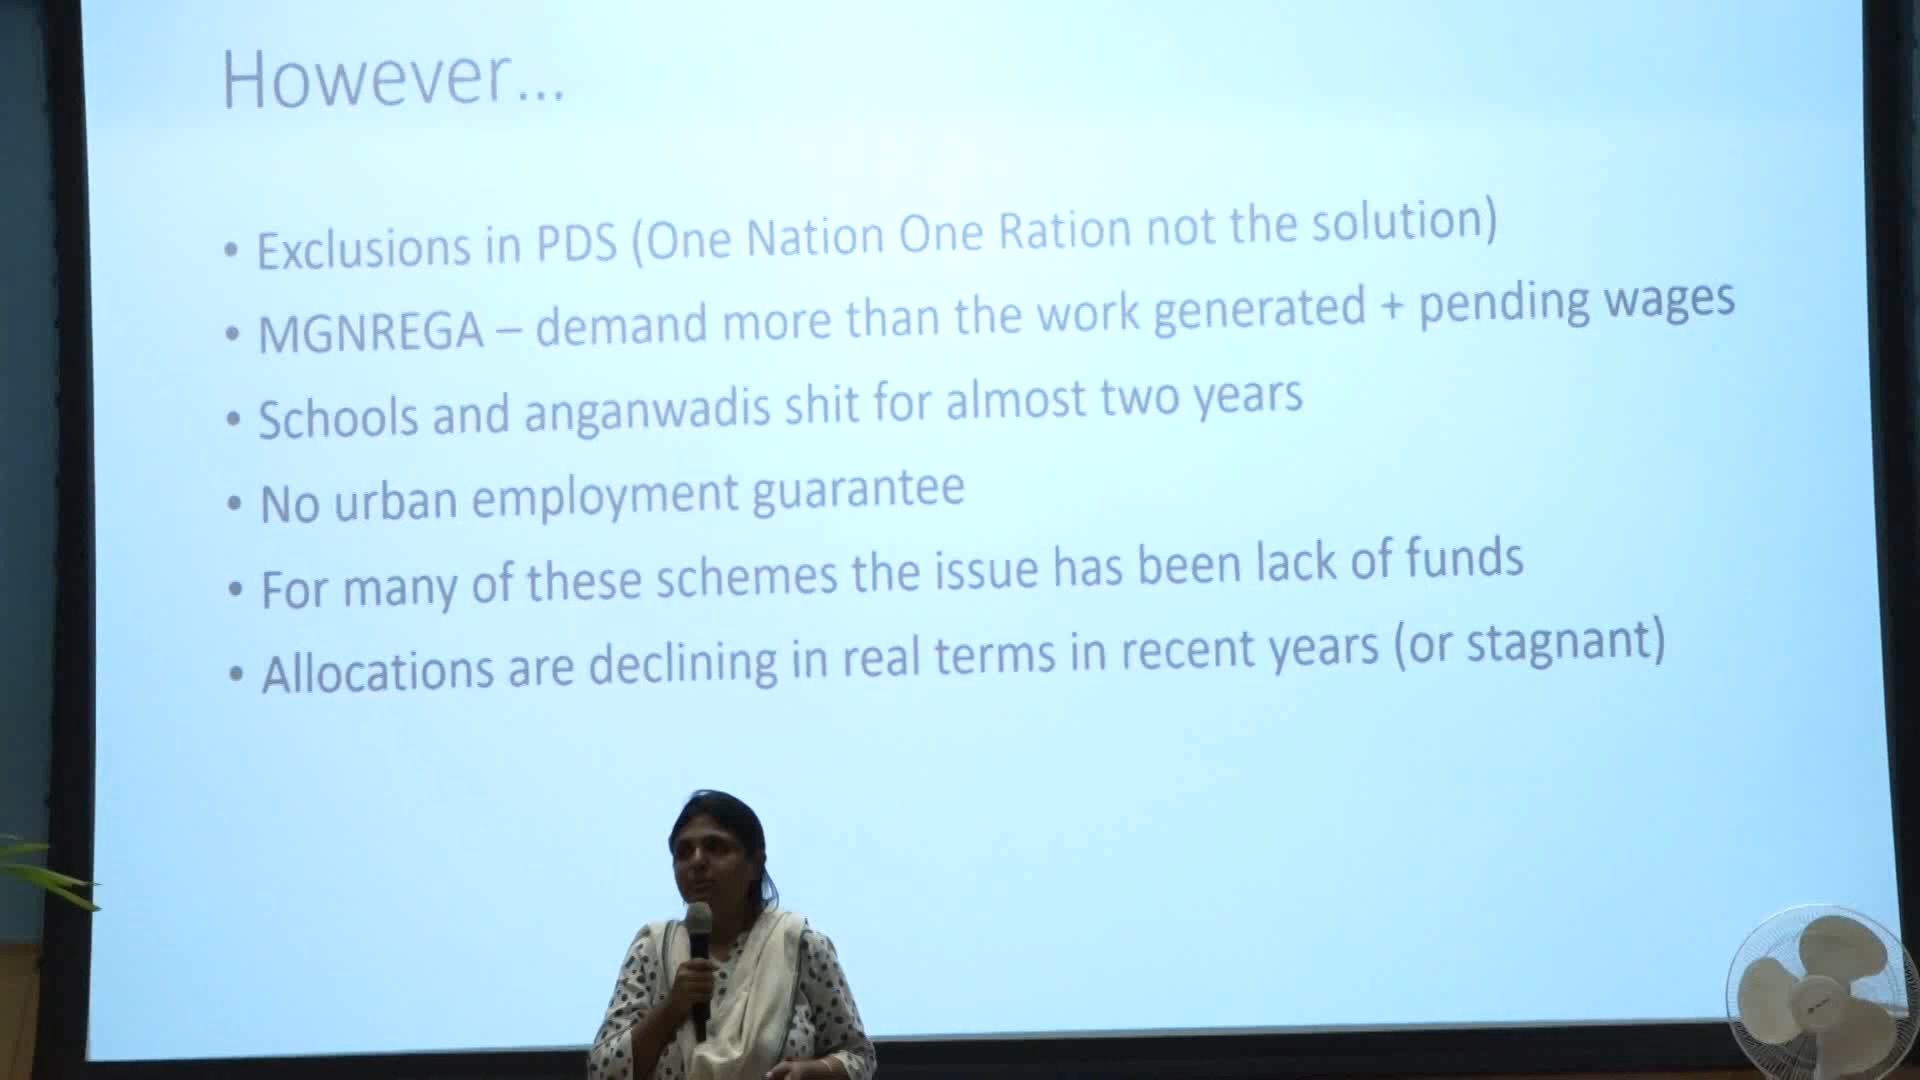 However...
• Exclusions in PDS (One Nation One Ration not the solution)
• MGNREGA – demand more than the work generated + pending wages
• Schools and anganwadis shit for almost two years
• No urban employment guarantee
• For many of these schemes the issue has been lack of funds
• Allocations are declining in real terms in recent years (or stagnant)